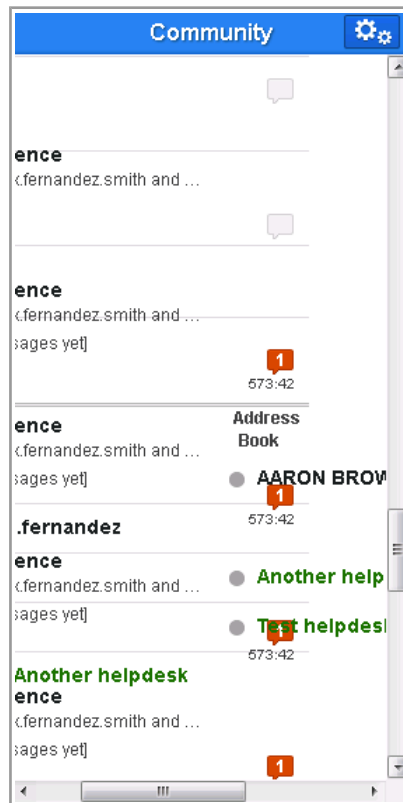 Community
ence
k.fernandez.smith and ...
ence
k.fernandez.smith and ...
sages yet]
1
573:42
Address
Book
ence
k.fernandez.smith and ...
sages yet]
AARON BROW
1
573:42
.fernandez
ence
k.fernandez.smith and ...
Another help
sages yet]
Test helpdes
1
573:42
Another helpdesk
ence
k.fernandez.smith and ...
sages yet]
1